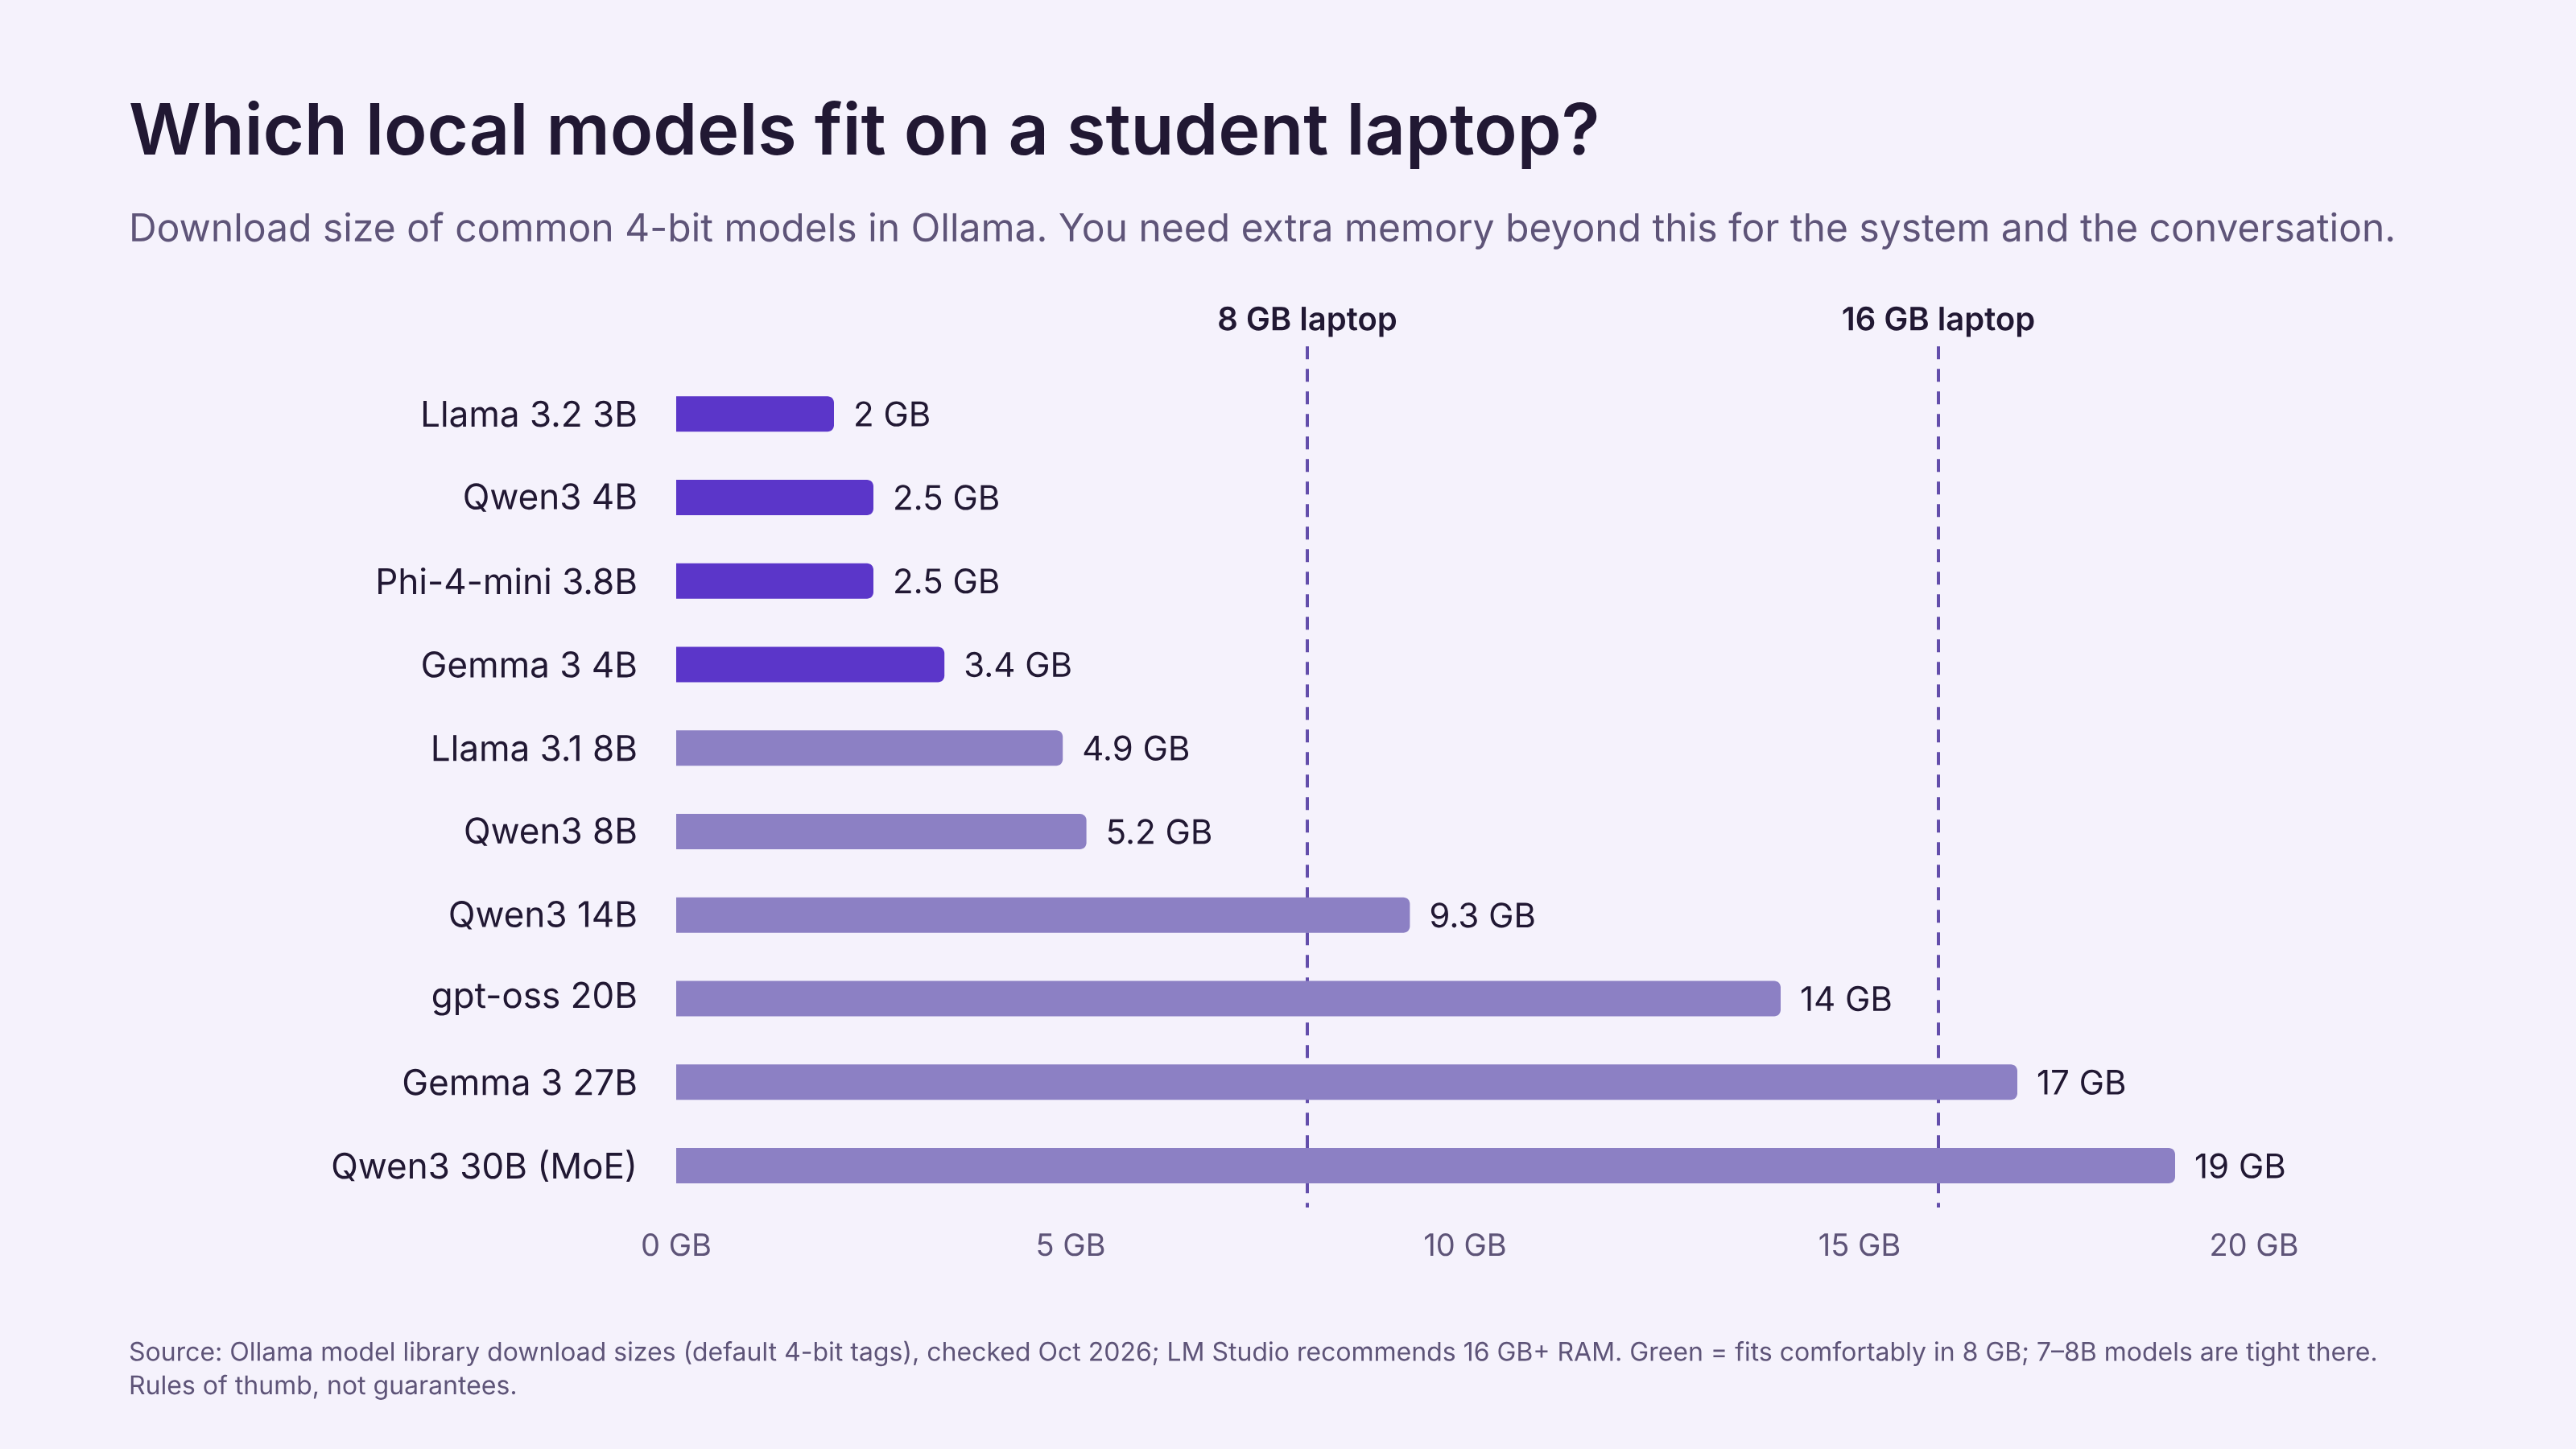 Which local models fit on a student laptop?
Download size of common 4-bit models in Ollama. You need extra memory beyond this for the system and the conversation.
8 GB laptop
16 GB laptop
Llama 3.2 3B
2 GB
Qwen3 4B
2.5 GB
Phi-4-mini 3.8B
2.5 GB
Gemma 3 4B
3.4 GB
Llama 3.1 8B
4.9 GB
Qwen3 8B
5.2 GB
Qwen3 14B
9.3 GB
gpt-oss 20B
14 GB
Gemma 3 27B
17 GB
Qwen3 30B (MoE)
19 GB
0 GB
5 GB
10 GB
15 GB
20 GB
Source: Ollama model library download sizes (default 4-bit tags), checked Oct 2026; LM Studio recommends 16 GB+ RAM. Green = fits comfortably in 8 GB; 7–8B models are tight there.
Rules of thumb, not guarantees.